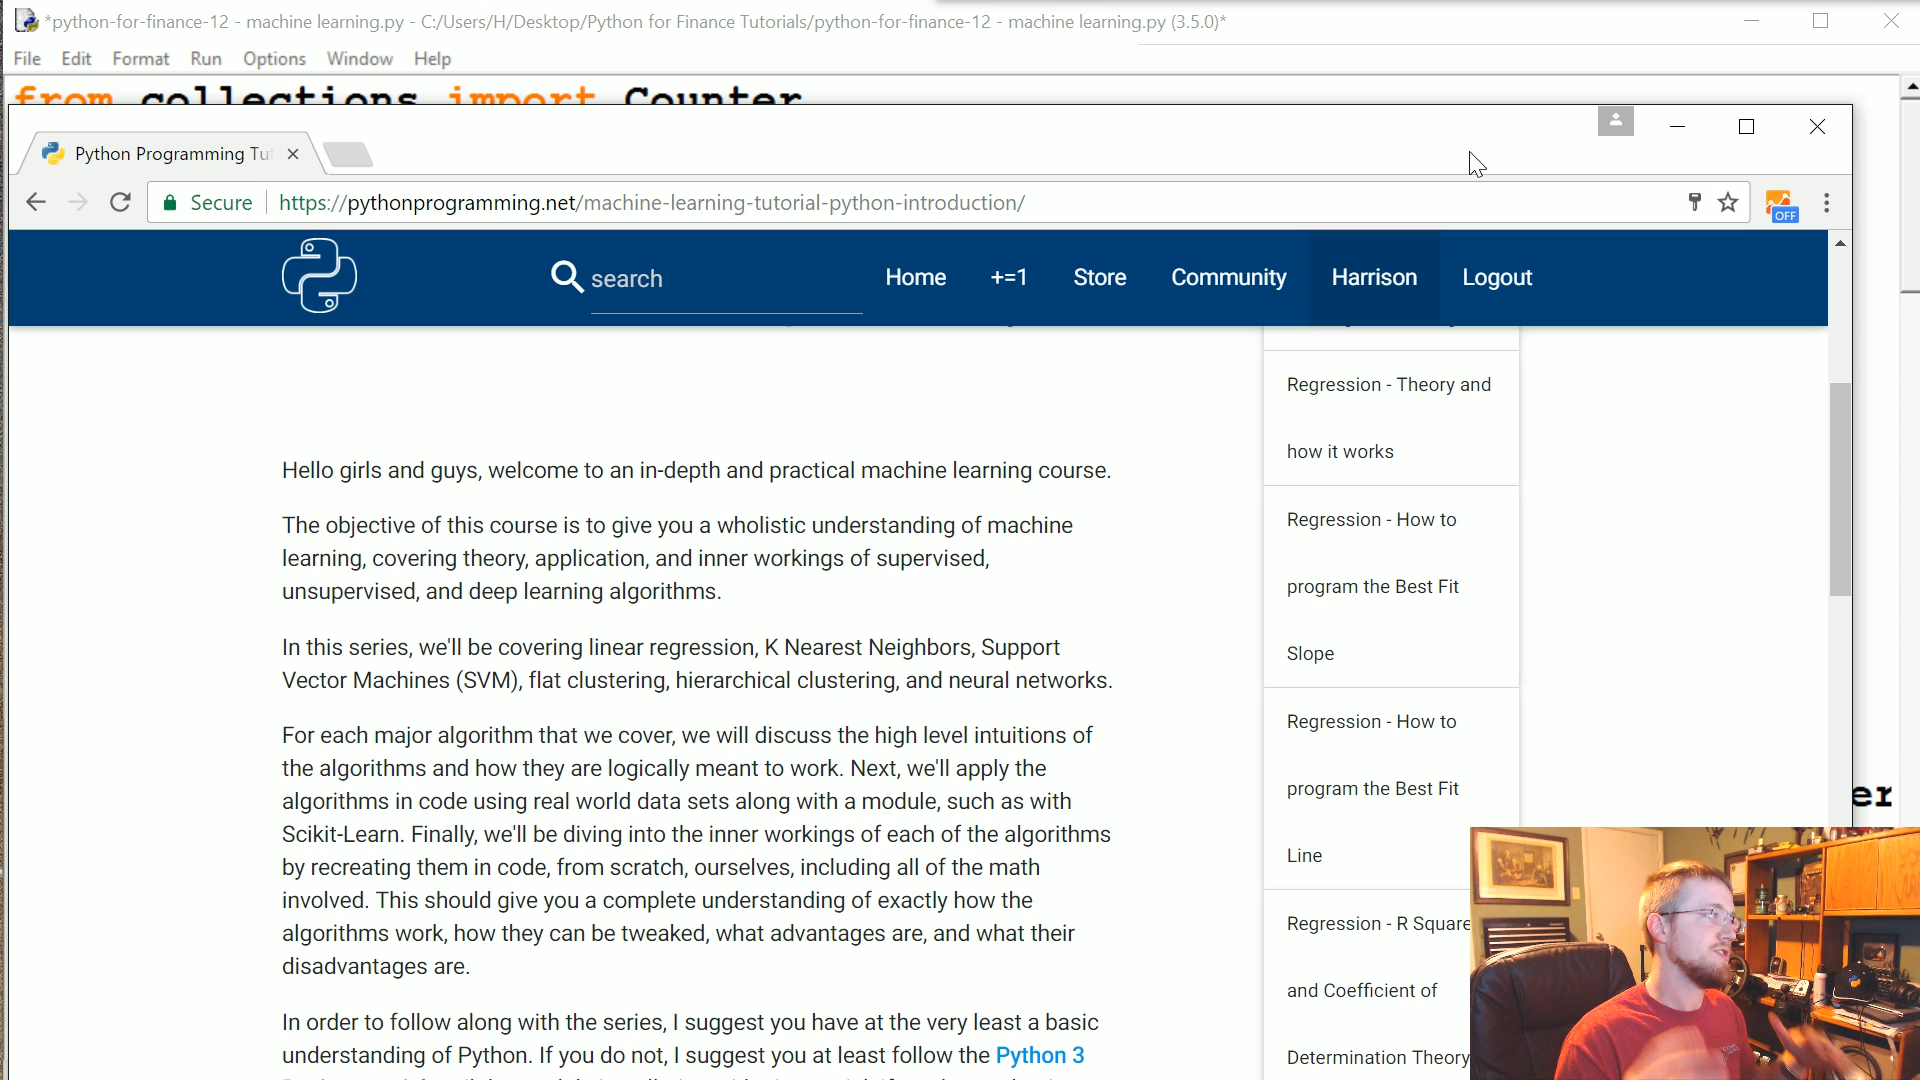 *python-for-finance-12 - machine learning.py - C:/Users/H/Desktop/Python for Finance Tutorials/python-for-finance-12 - machine learning.py (3.5.0)*
File Edit Format Run Options Window Help
from collections import Counter
Python Programming Tut
Secure https://pythonprogramming.net/machine-learning-tutorial-python-introduction/
OFF
search Home +=1 Store Community Harrison Logout
Hello girls and guys, welcome to an in-depth and practical machine learning course.
The objective of this course is to give you a wholistic understanding of machine
learning, covering theory, application, and inner workings of supervised,
unsupervised, and deep learning algorithms.
In this series, we'll be covering linear regression, K Nearest Neighbors, Support
Vector Machines (SVM), flat clustering, hierarchical clustering, and neural networks.
For each major algorithm that we cover, we will discuss the high level intuitions of
the algorithms and how they are logically meant to work. Next, we'll apply the
algorithms in code using real world data sets along with a module, such as with
Scikit-Learn. Finally, we'll be diving into the inner workings of each of the algorithms
by recreating them in code, from scratch, ourselves, including all of the math
involved. This should give you a complete understanding of exactly how the
algorithms work, how they can be tweaked, what advantages are, and what their
disadvantages are.
In order to follow along with the series, I suggest you have at the very least a basic
understanding of Python. If you do not, I suggest you at least follow the Python 3
Regression - Theory and
how it works
Regression - How to
program the Best Fit
Slope
Regression - How to
program the Best Fit
Line
Regression - R Square
and Coefficient of
Determination Theory
er